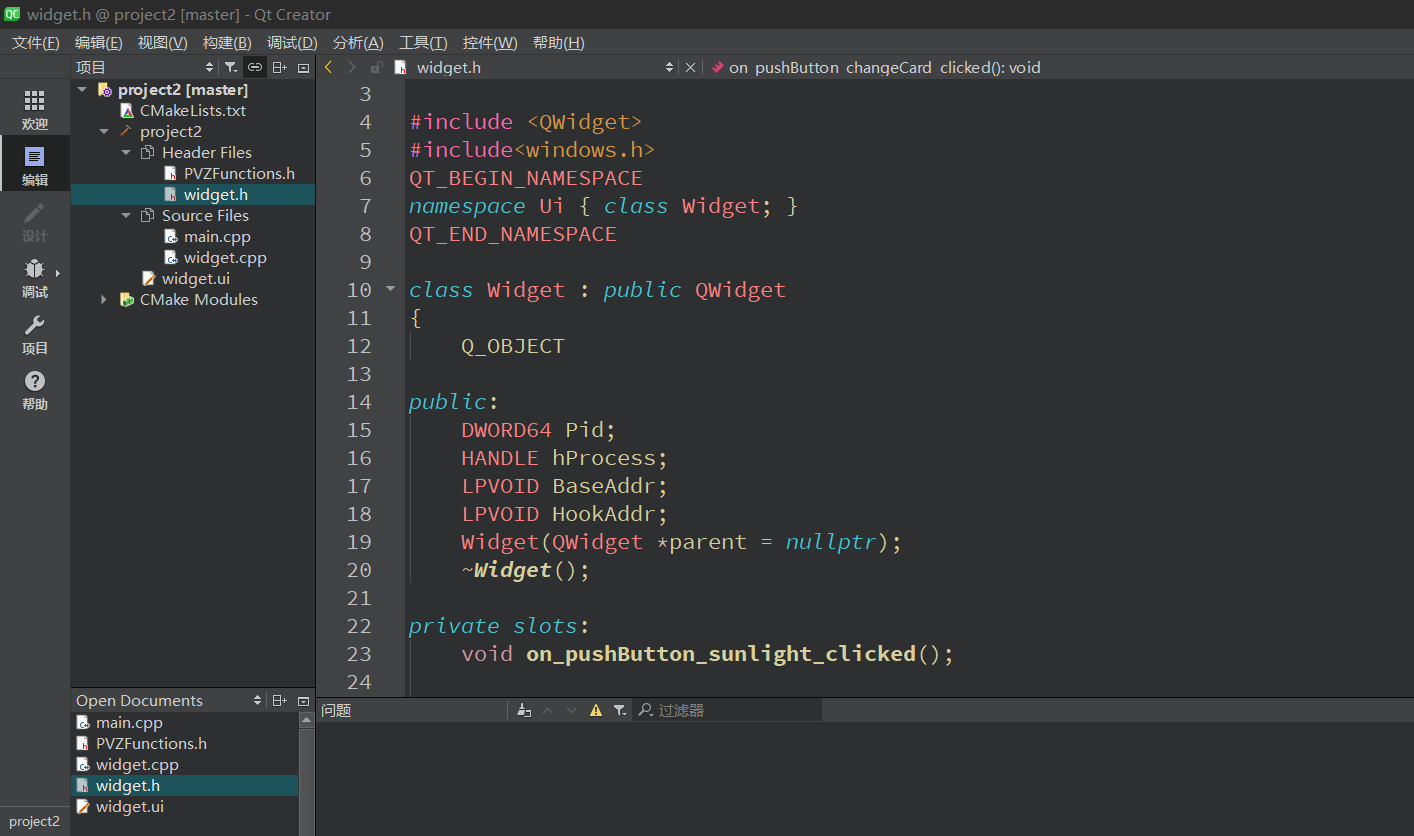 widget.h @ project2 [master] - Qt Creator
文件(F) 编辑(E) 视图(V) 构建(B) 调试(D) 分析(A) 工具(T) 控件(W) 帮助(H)
项目
widget.h
on_pushButton_changeCard_clicked(): void
欢迎
编辑
设计
调试
项目
帮助
project2
project2 [master]
CMakeLists.txt
project2
Header Files
PVZFunctions.h
widget.h
Source Files
main.cpp
widget.cpp
widget.ui
CMake Modules
Open Documents
main.cpp
PVZFunctions.h
widget.cpp
widget.h
widget.ui
3
4 #include <QWidget>
5 #include<windows.h>
6 QT_BEGIN_NAMESPACE
7 namespace Ui { class Widget; }
8 QT_END_NAMESPACE
9
10 class Widget : public QWidget
11 {
12 Q_OBJECT
13
14 public:
15 DWORD64 Pid;
16 HANDLE hProcess;
17 LPVOID BaseAddr;
18 LPVOID HookAddr;
19 Widget(QWidget *parent = nullptr);
20 ~Widget();
21
22 private slots:
23 void on_pushButton_sunlight_clicked();
24
问题
过滤器